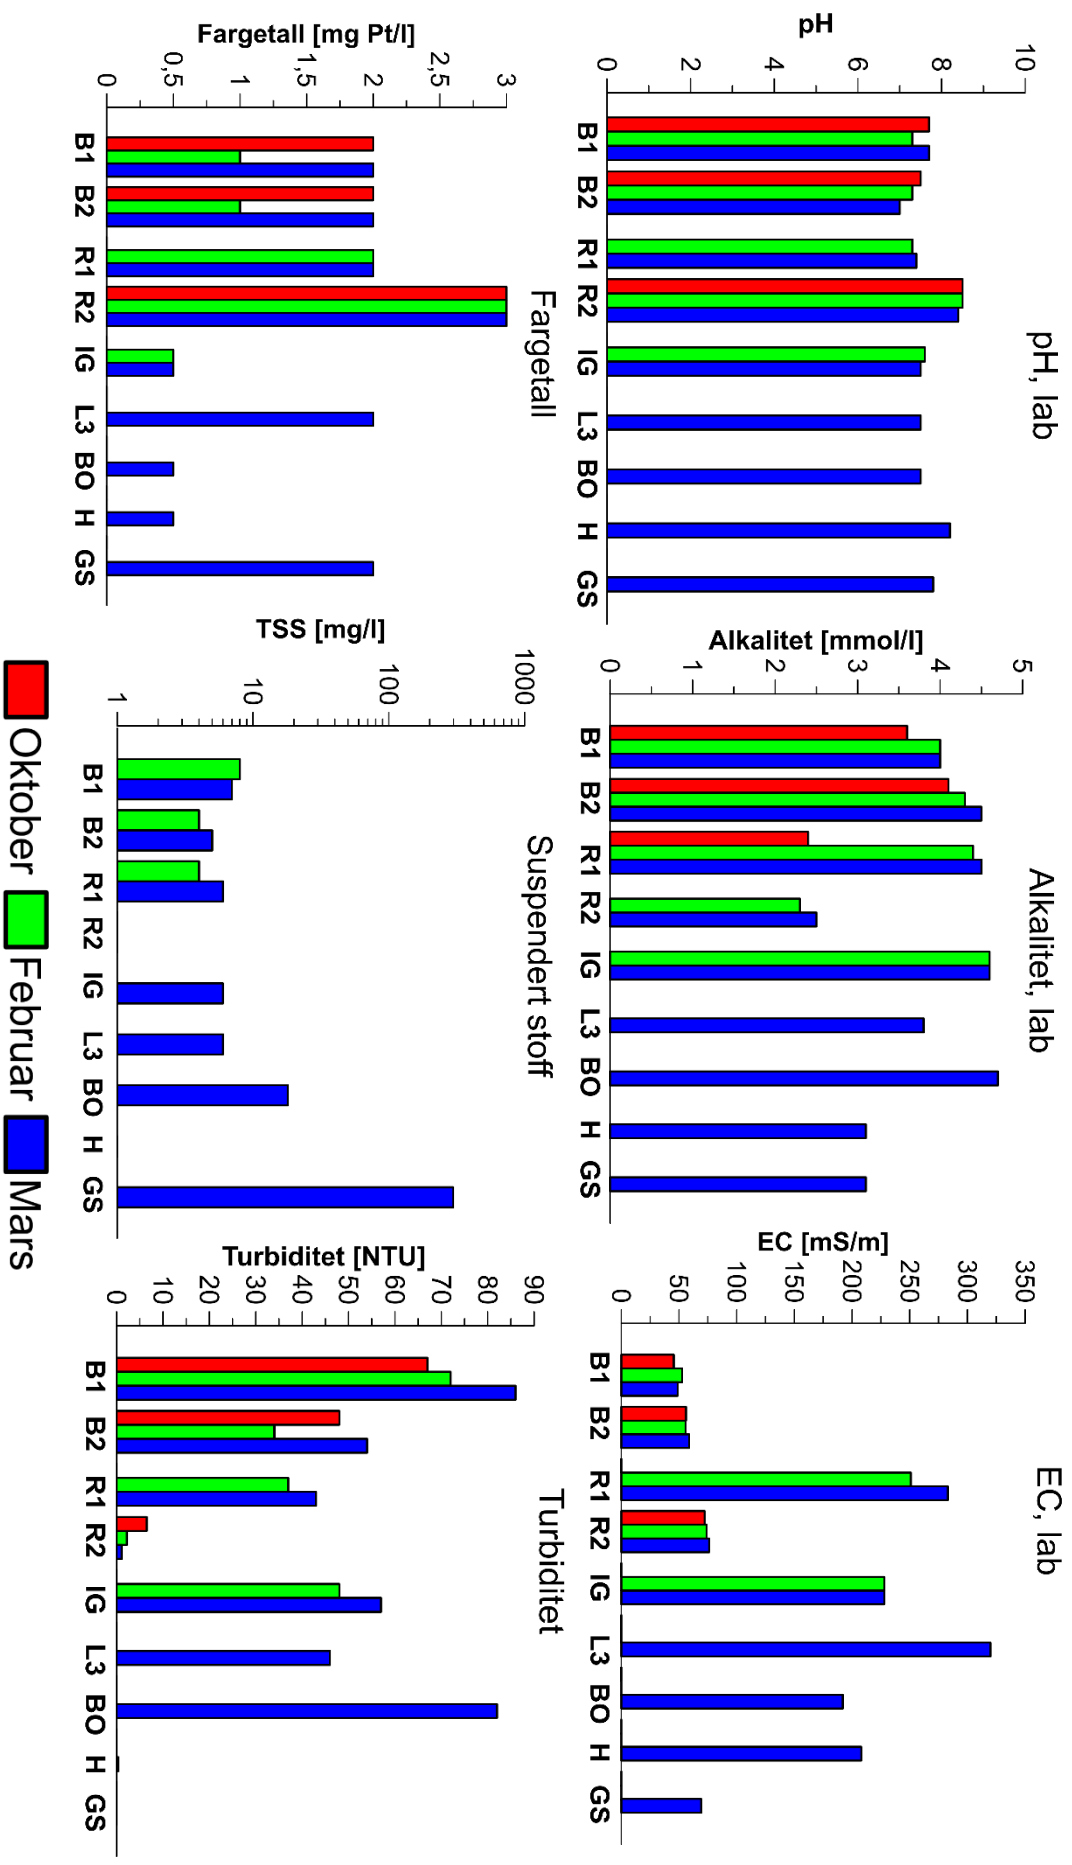 pH, lab
pH
10
8
6
4
2
0
B1 B2 R1 R2 IG L3 BO H GS
Alkalitet, lab
Alkalitet [mmol/l]
5
4
3
2
1
0
B1 B2 R1 R2 IG L3 BO H GS
EC, lab
EC [mS/m]
350
300
250
200
150
100
50
0
B1 B2 R1 R2 IG L3 BO H GS
Fargetall
Fargetall [mg Pt/l]
3
2,5
2
1,5
1
0,5
0
B1 B2 R1 R2 IG L3 BO H GS
Suspendert stoff
TSS [mg/l]
1000
100
10
1
B1 B2 R1 R2 IG L3 BO H GS
Turbiditet
Turbiditet [NTU]
90
80
70
60
50
40
30
20
10
0
B1 B2 R1 R2 IG L3 BO H GS
Oktober Februar Mars